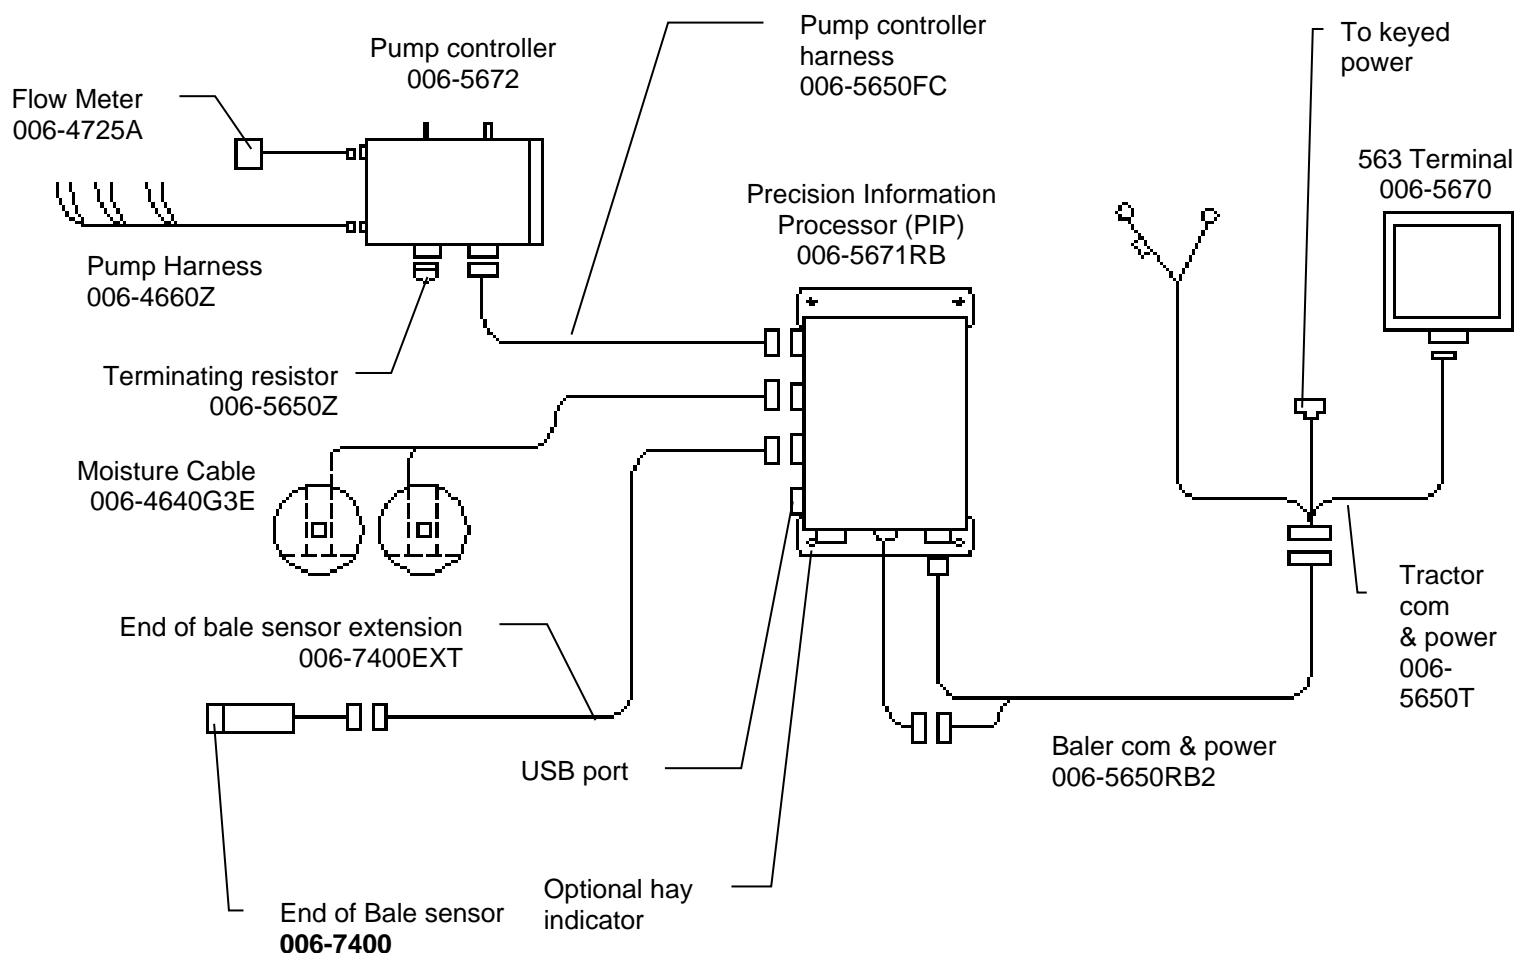 Pump controller
006-5672
Pump controller
harness
006-5650FC
To keyed
power
Flow Meter
006-4725A
563 Terminal
006-5670
Precision Information
Processor (PIP)
006-5671RB
Pump Harness
006-4660Z
Terminating resistor
006-5650Z
Moisture Cable
006-4640G3E
End of bale sensor extension
006-7400EXT
Tractor
com
& power
006-
5650T
USB port
Baler com & power
006-5650RB2
Optional hay
indicator
End of Bale sensor
006-7400